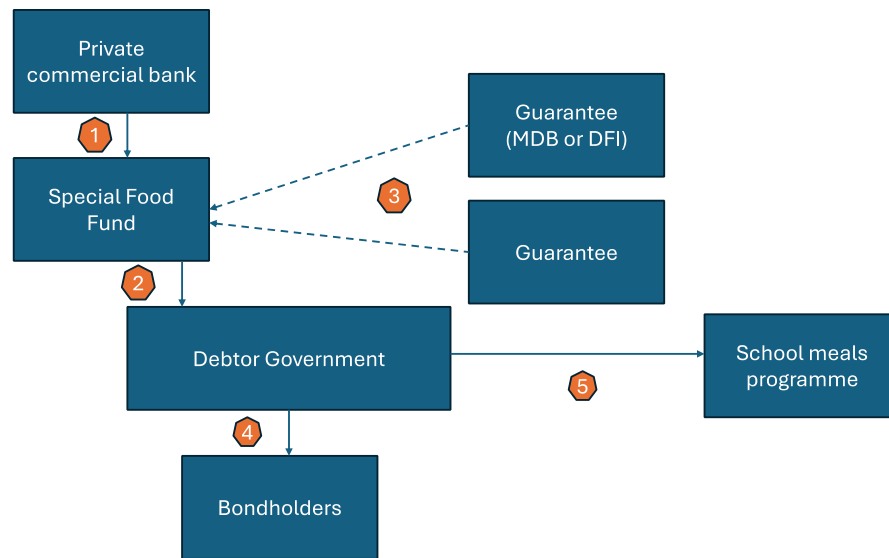 Private
commercial bank
1
Special Food
Fund
Guarantee
(MDB or DFI)
3
Guarantee
2
Debtor Government
5
School meals
programme
4
Bondholders